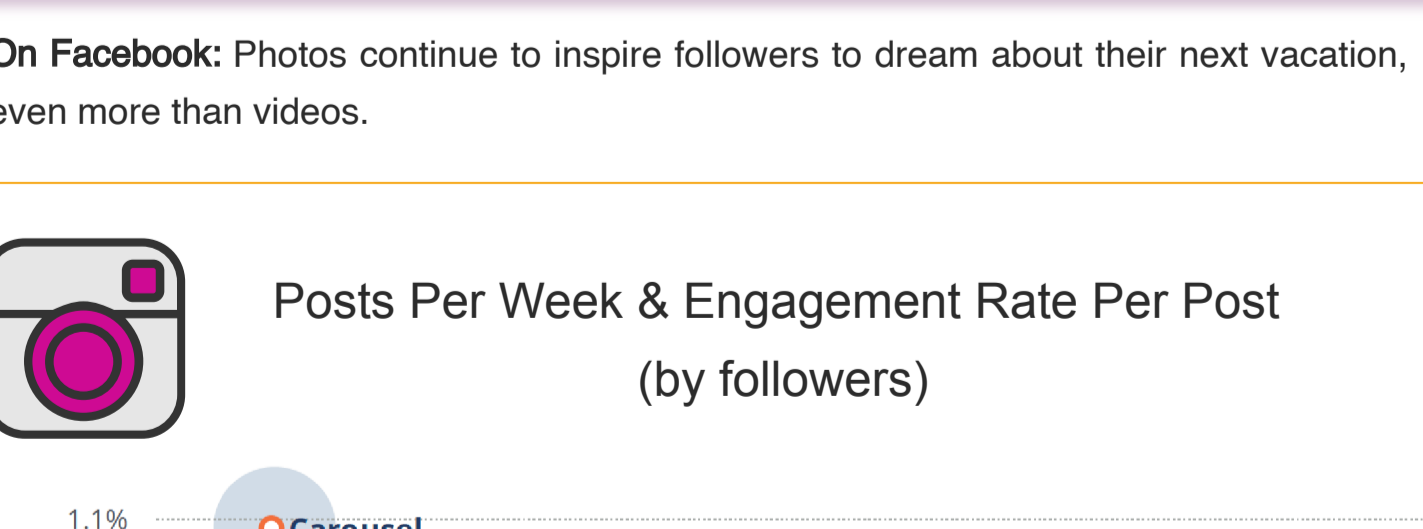 On Facebook: Photos continue to inspire followers to dream about their next vacation,
even more than videos.
Posts Per Week & Engagement Rate Per Post
(by followers)
1.1%
Carousel